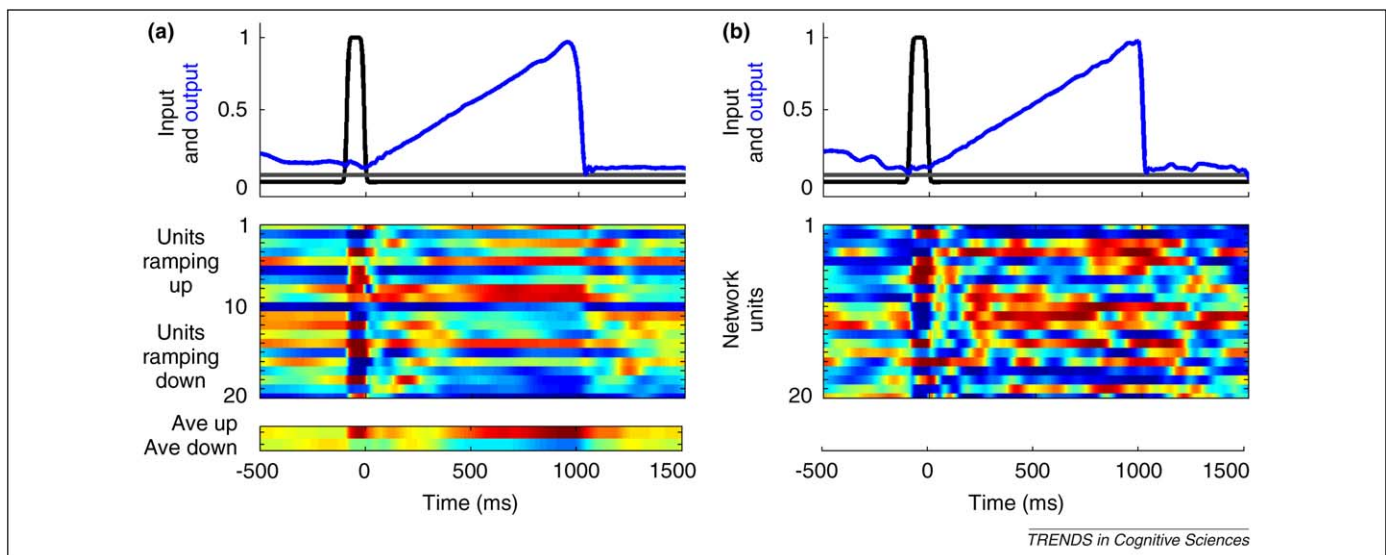 (a)
1
0.5
0
Input
and output
1
10
20
Units
ramping
up
Units
ramping
down
Ave up
Ave down
-500
0
500
1000
1500
Time (ms)
(b)
1
0.5
0
Input
and output
1
20
Network
units
-500
0
500
1000
1500
Time (ms)
TRENDS in Cognitive Sciences